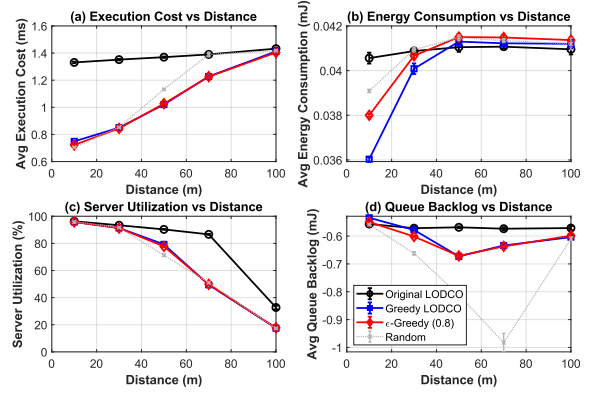 (a) Execution Cost vs Distance
Avg Execution Cost (ms)
1.6
1.4
1.2
1
0.8
0.6
0 20 40 60 80 100
Distance (m)
(b) Energy Consumption vs Distance
Avg Energy Consumption (mJ)
0.042
0.04
0.038
0.036
0 20 40 60 80 100
Distance (m)
(c) Server Utilization vs Distance
Server Utilization (%)
100
80
60
40
20
0
0 20 40 60 80 100
Distance (m)
(d) Queue Backlog vs Distance
Avg Queue Backlog (mJ)
-0.6
-0.7
-0.8
-0.9
-1
0 20 40 60 80 100
Distance (m)
Original LODCO
Greedy LODCO
ϵ-Greedy (0.8)
Random